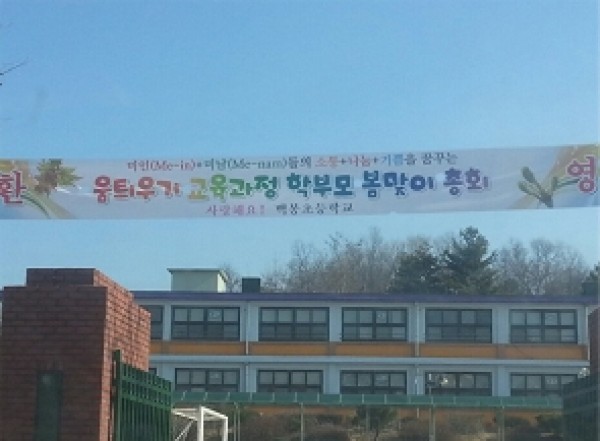 환 영
미인(Me-in)+미남(Me-nam)들의 소통+나눔+기쁨을 꿈꾸는
움틔우기 교육과정 학부모 봄맞이 총회
사랑해요! 백봉초등학교